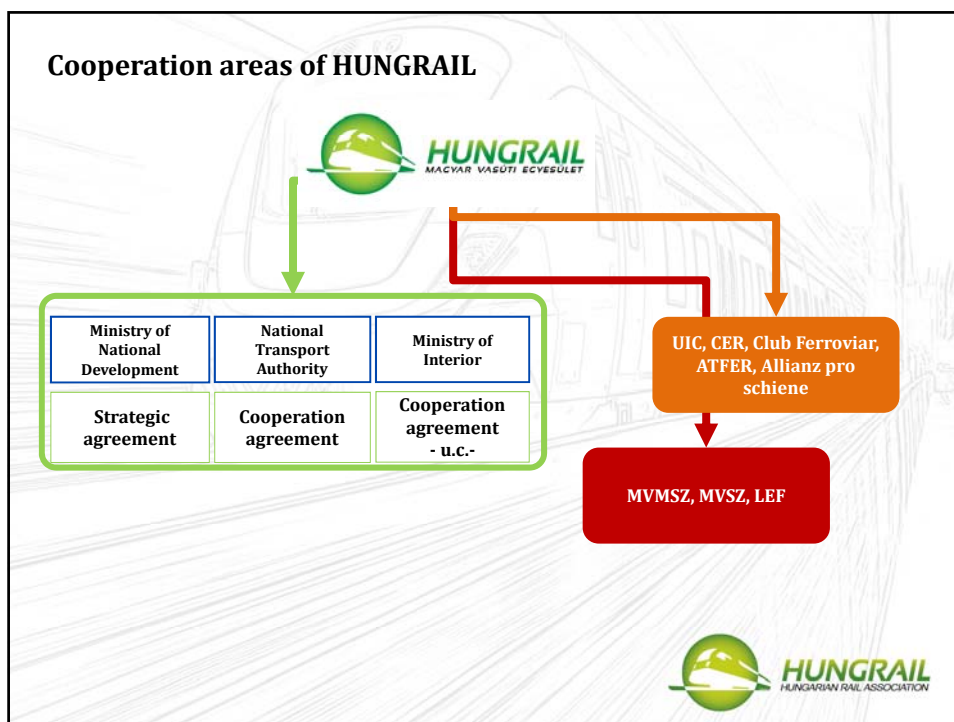 Cooperation areas of HUNGRAIL
HUNGRAIL
MAGYAR VASÚTI EGYESÜLET
Ministry of
National
Development
National
Transport
Authority
Ministry of
Interior
Strategic
agreement
Cooperation
agreement
Cooperation
agreement
- u.c.-
UIC, CER, Club Ferroviar,
ATFER, Allianz pro
schiene
MVMSZ, MVSZ, LEF
HUNGRAIL
HUNGARIAN RAIL ASSOCIATION